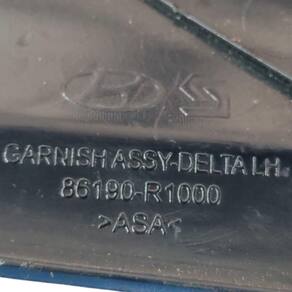 GARNISH ASSY-DELTA LH.
86190-R1000
>ASA<